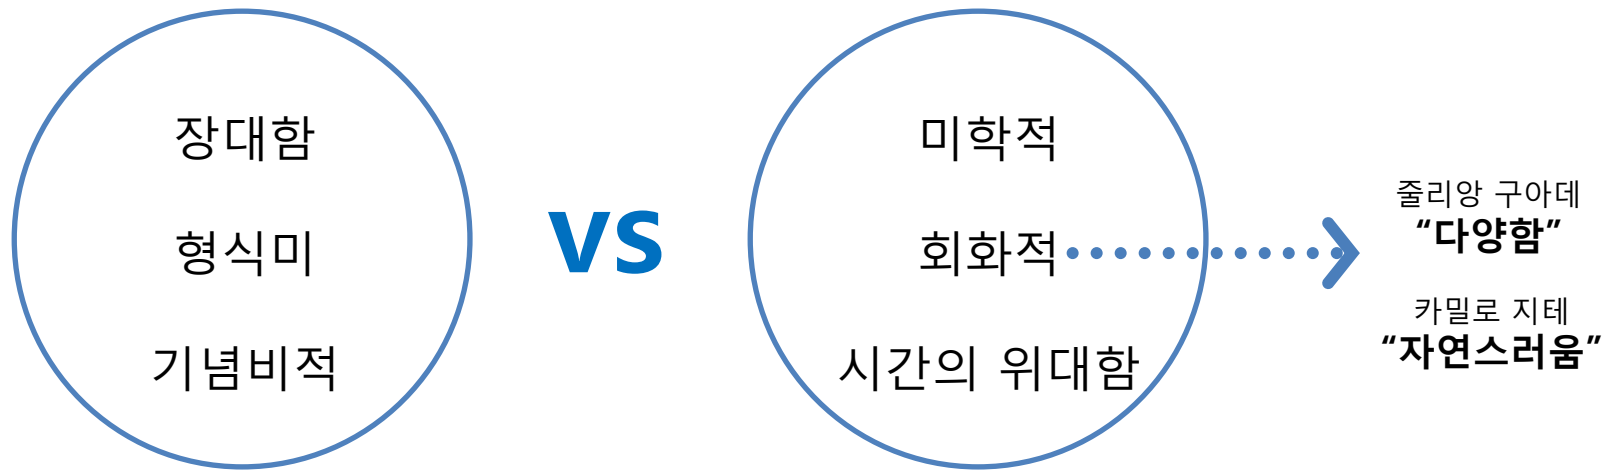 장대함
형식미
기념비적
VS
미학적
회화적
시간의 위대함
줄리앙 구아데
“다양함”
카밀로 지테
“자연스러움”